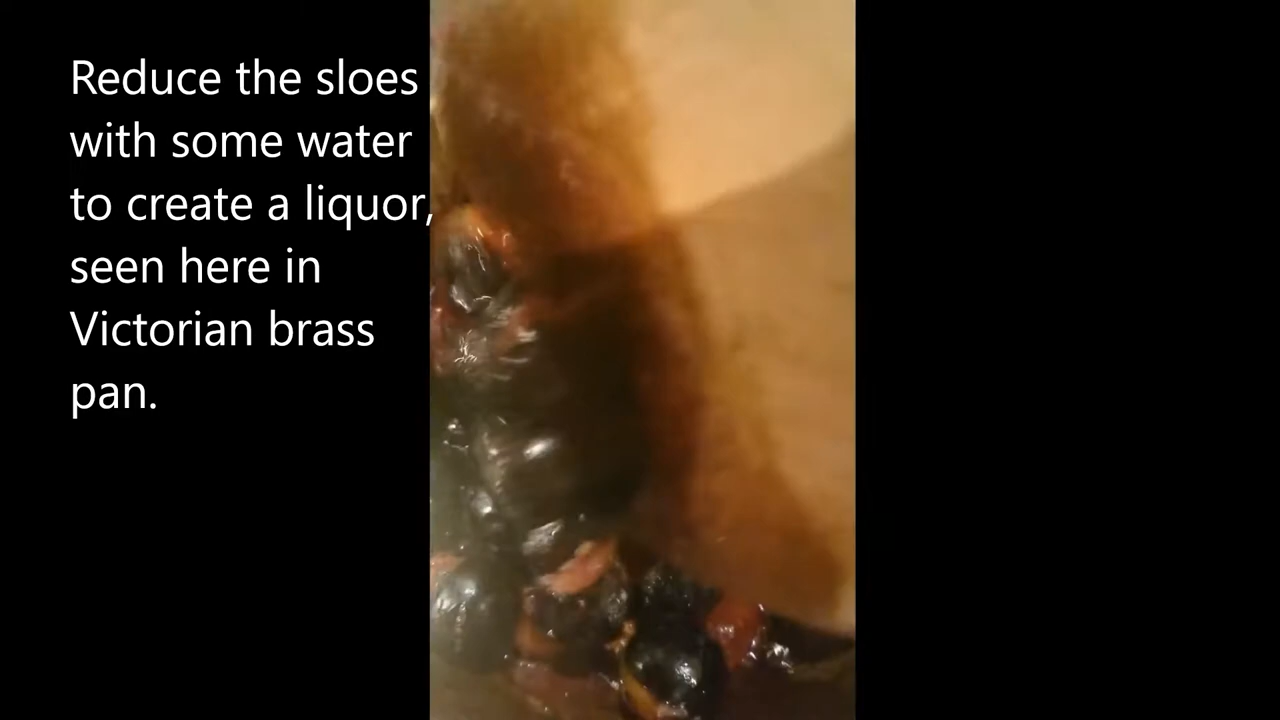 Reduce the sloes
with some water
to create a liquor,
seen here in
Victorian brass
pan.